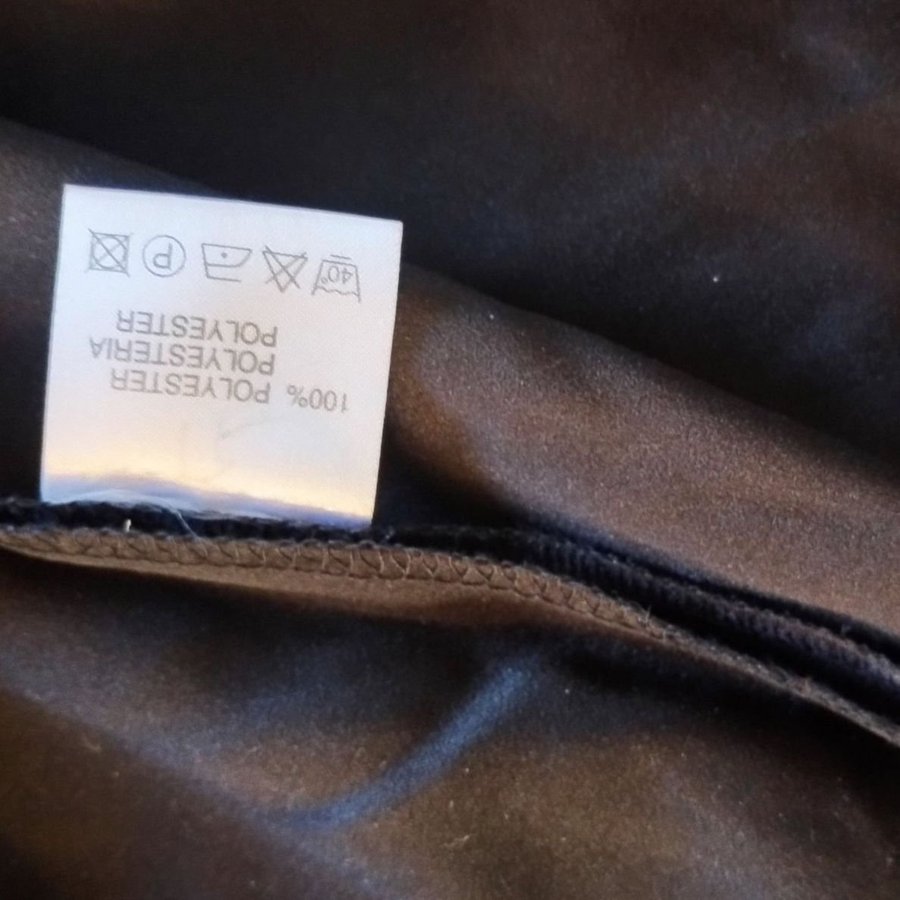 100% POLYESTER
POLYESTERIA
POLYESTER
40°
P